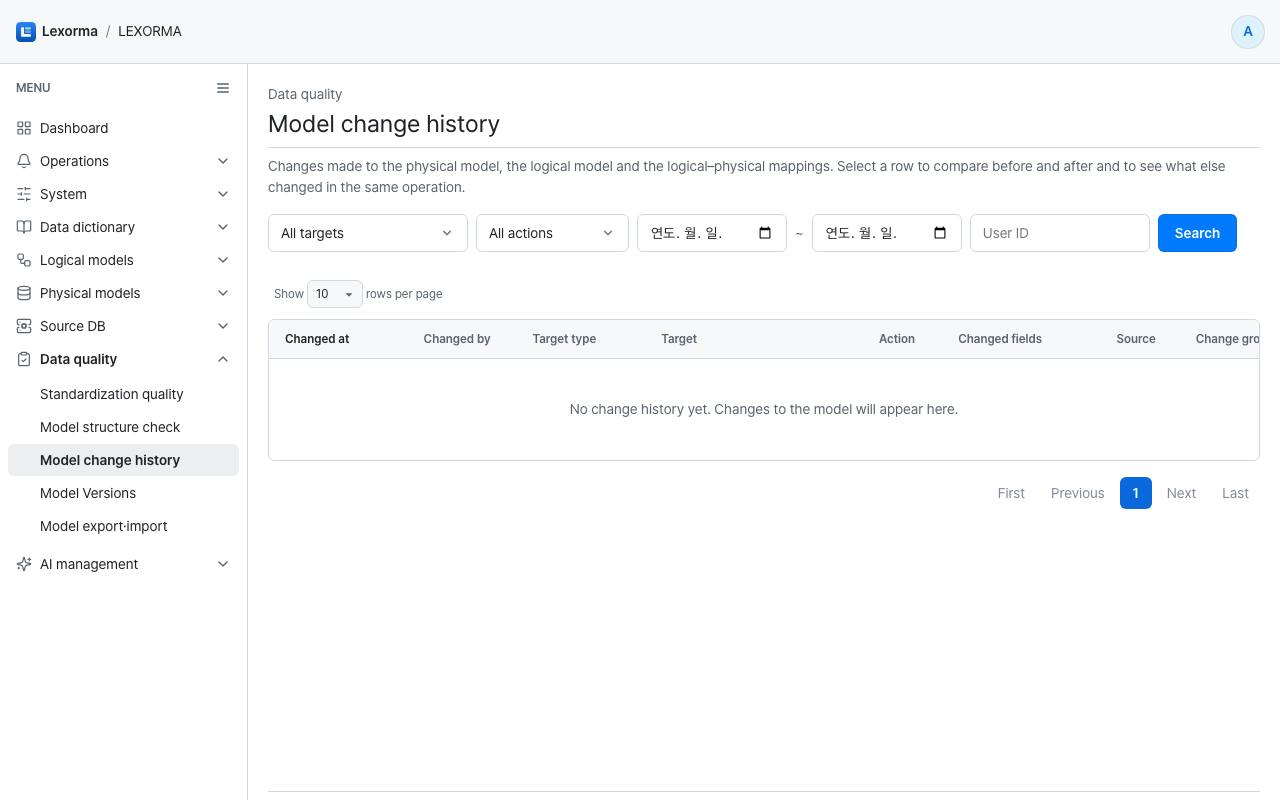 Lexorma / LEXORMA
A
MENU
Dashboard
Operations
System
Data dictionary
Logical models
Physical models
Source DB
Data quality
Standardization quality
Model structure check
Model change history
Model Versions
Model export·import
AI management
Data quality
Model change history
Changes made to the physical model, the logical model and the logical–physical mappings. Select a row to compare before and after and to see what else
changed in the same operation.
All targets All actions 연도. 월. 일. ~ 연도. 월. 일. User ID Search
Show 10 rows per page
Changed at Changed by Target type Target Action Changed fields Source Change gro
No change history yet. Changes to the model will appear here.
First Previous 1 Next Last